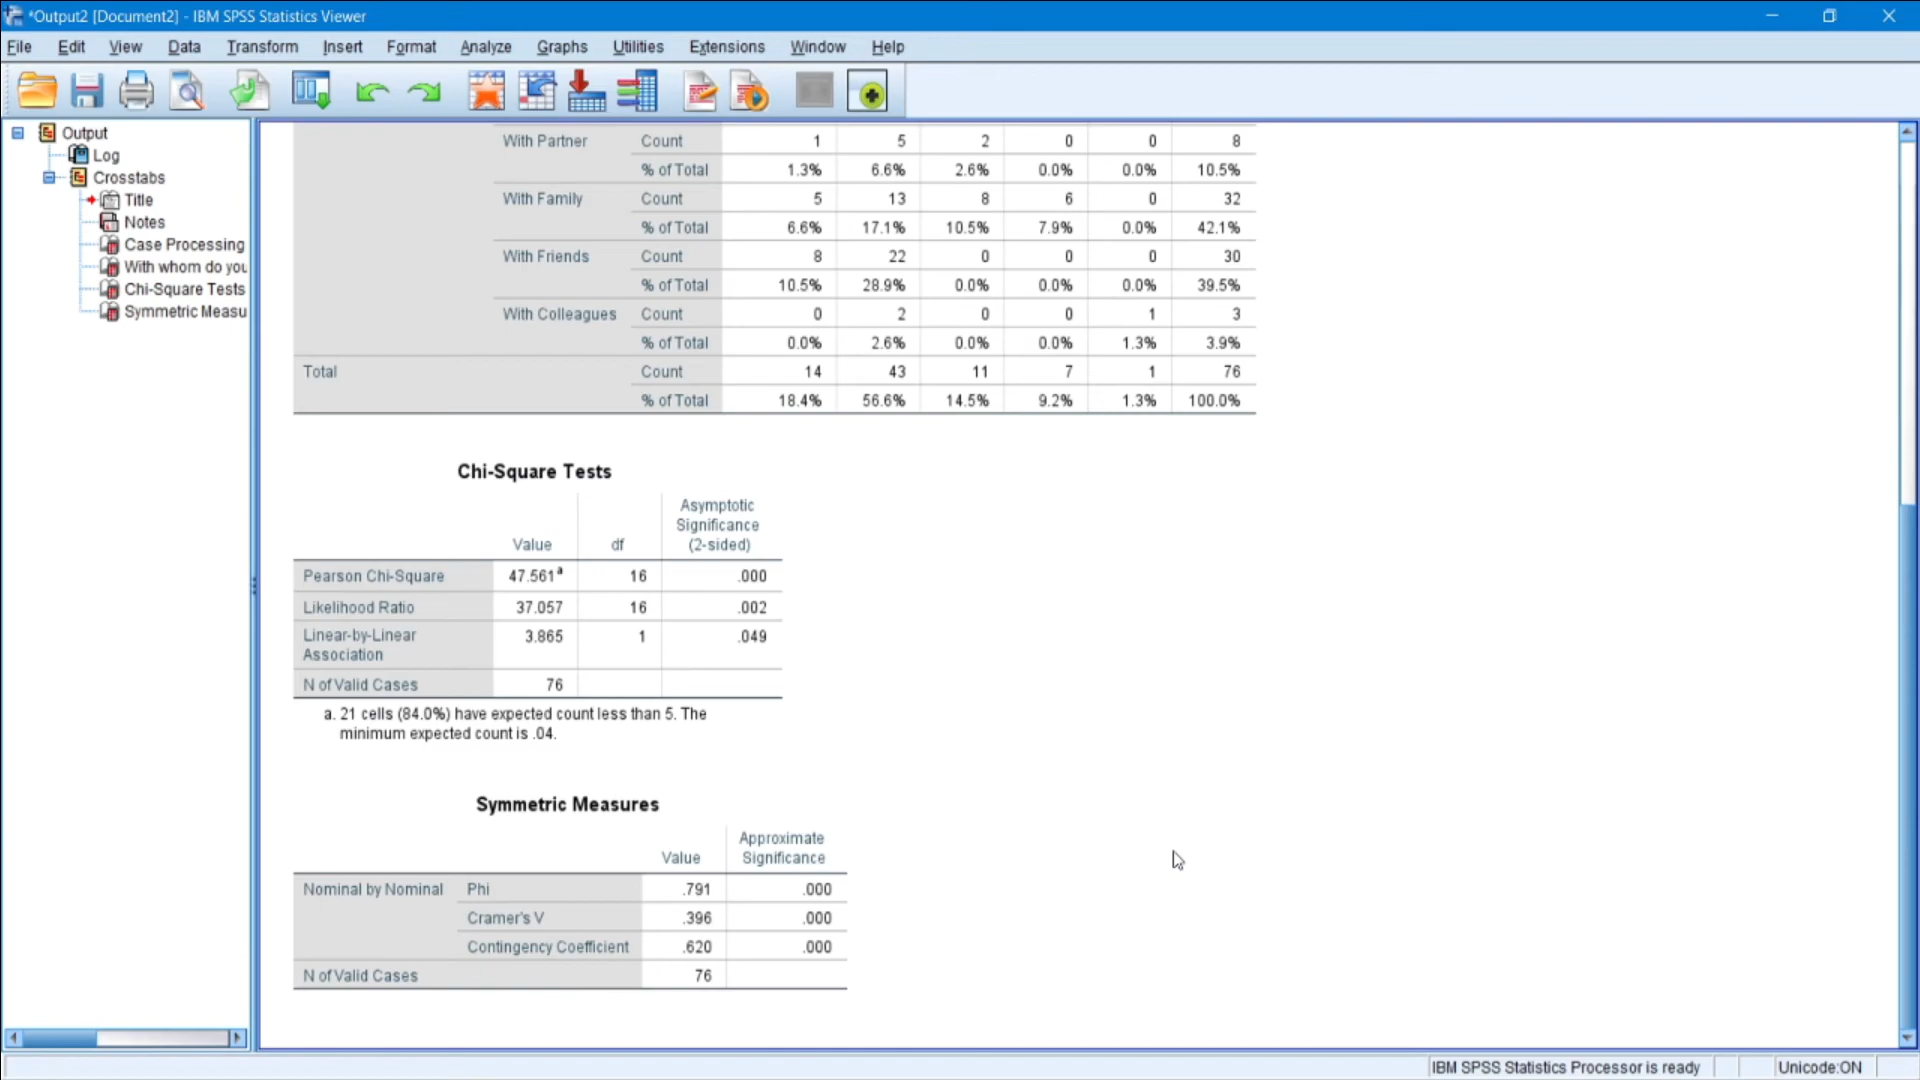 *Output2 [Document2] - IBM SPSS Statistics Viewer
File Edit View Data Transform Insert Format Analyze Graphs Utilities Extensions Window Help
Output
Log
Crosstabs
Title
Notes
Case Processing
With whom do you
Chi-Square Tests
Symmetric Measu
With Partner Count 1 5 2 0 0 8
% of Total 1.3% 6.6% 2.6% 0.0% 0.0% 10.5%
With Family Count 5 13 8 6 0 32
% of Total 6.6% 17.1% 10.5% 7.9% 0.0% 42.1%
With Friends Count 8 22 0 0 0 30
% of Total 10.5% 28.9% 0.0% 0.0% 0.0% 39.5%
With Colleagues Count 0 2 0 0 1 3
% of Total 0.0% 2.6% 0.0% 0.0% 1.3% 3.9%
Total Count 14 43 11 7 1 76
% of Total 18.4% 56.6% 14.5% 9.2% 1.3% 100.0%
Chi-Square Tests
Asymptotic
Significance
Value df (2-sided)
Pearson Chi-Square 47.561a 16 .000
Likelihood Ratio 37.057 16 .002
Linear-by-Linear 3.865 1 .049
Association
N of Valid Cases 76
a. 21 cells (84.0%) have expected count less than 5. The
minimum expected count is .04.
Symmetric Measures
Approximate
Value Significance
Nominal by Nominal Phi .791 .000
Cramer's V .396 .000
Contingency Coefficient .620 .000
N of Valid Cases 76
IBM SPSS Statistics Processor is ready Unicode:ON